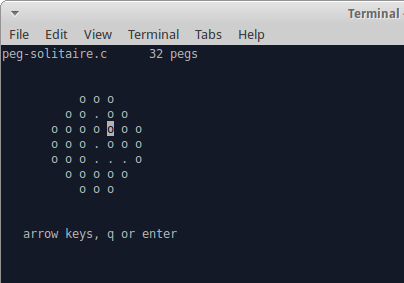 Terminal
File Edit View Terminal Tabs Help
peg-solitaire.c 32 pegs
o o o
o o . o o
o o o o o o o
o o o . o o o
o o o . . . o
o o o o o
o o o
arrow keys, q or enter